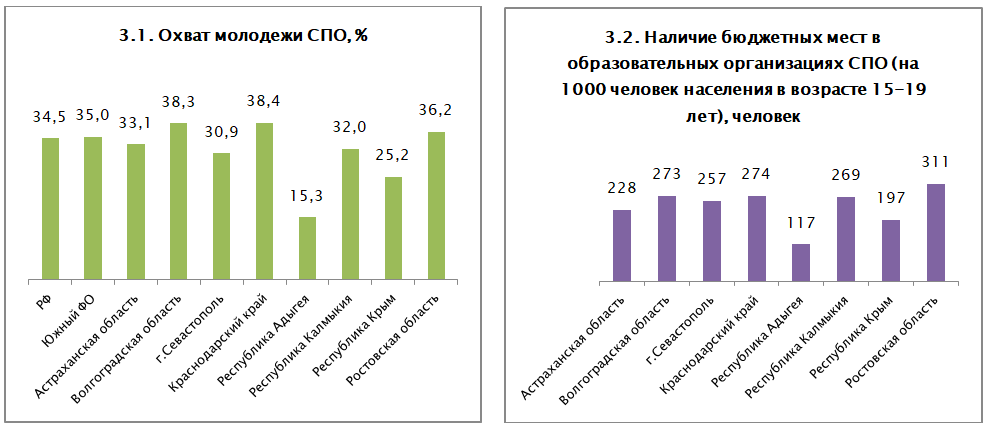 3.1. Охват молодежи СПО, %
34,5
35,0
33,1
38,3
30,9
38,4
15,3
32,0
25,2
36,2
РФ
Южный ФО
Астраханская область
Волгоградская область
г.Севастополь
Краснодарский край
Республика Адыгея
Республика Калмыкия
Республика Крым
Ростовская область
3.2. Наличие бюджетных мест в
образовательных организациях СПО (на
1000 человек населения в возрасте 15-19
лет), человек
228
273
257
274
117
269
197
311
Астраханская область
Волгоградская область
г.Севастополь
Краснодарский край
Республика Адыгея
Республика Калмыкия
Республика Крым
Ростовская область